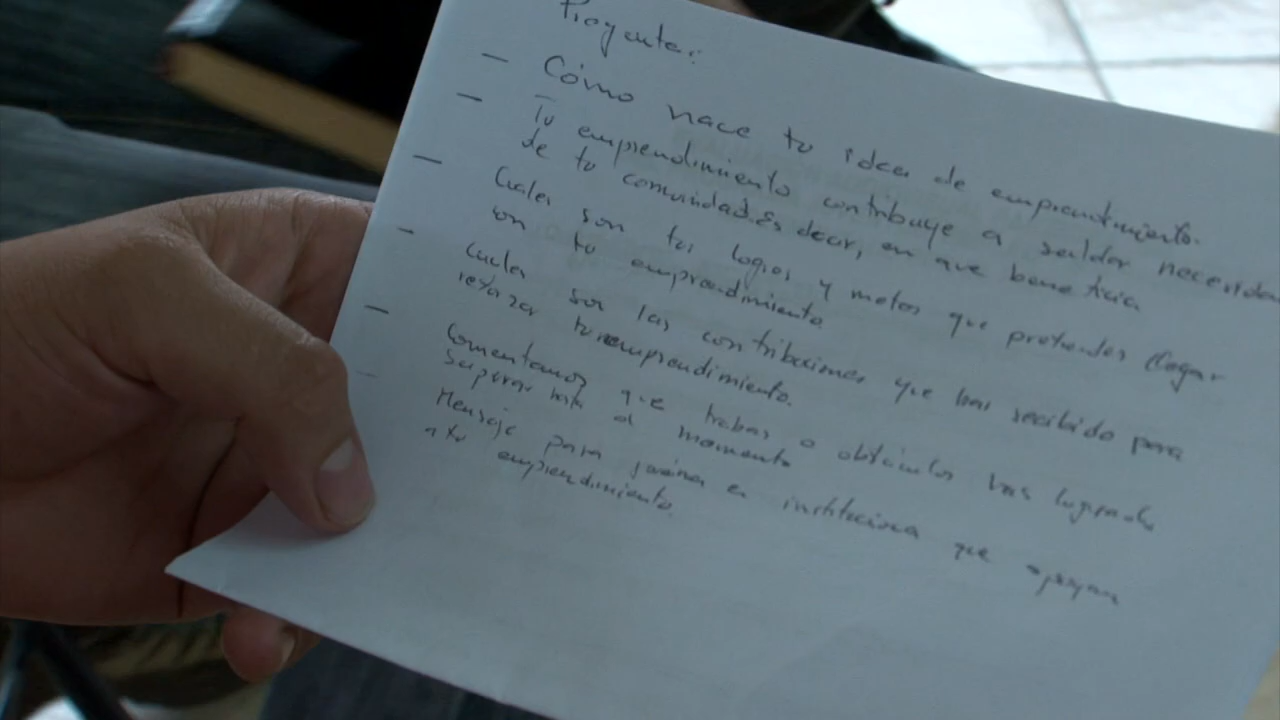 Preguntas:
— Cómo nace tu idea de emprendimiento.
— Tu emprendimiento contribuye a saldar necesidades
de tu comunidad, es decir, en que beneficia
— Cuales son tus logros y metas que pretendes llegar
con tu emprendimiento.
— Cuales son las contribuciones que has recibido para
reforzar tu emprendimiento.
— Comentanos que trabas o obstáculos has logrado
superar hasta el momento
— Mensaje para jovenes e instituciones que apoyan
a tu emprendimiento.